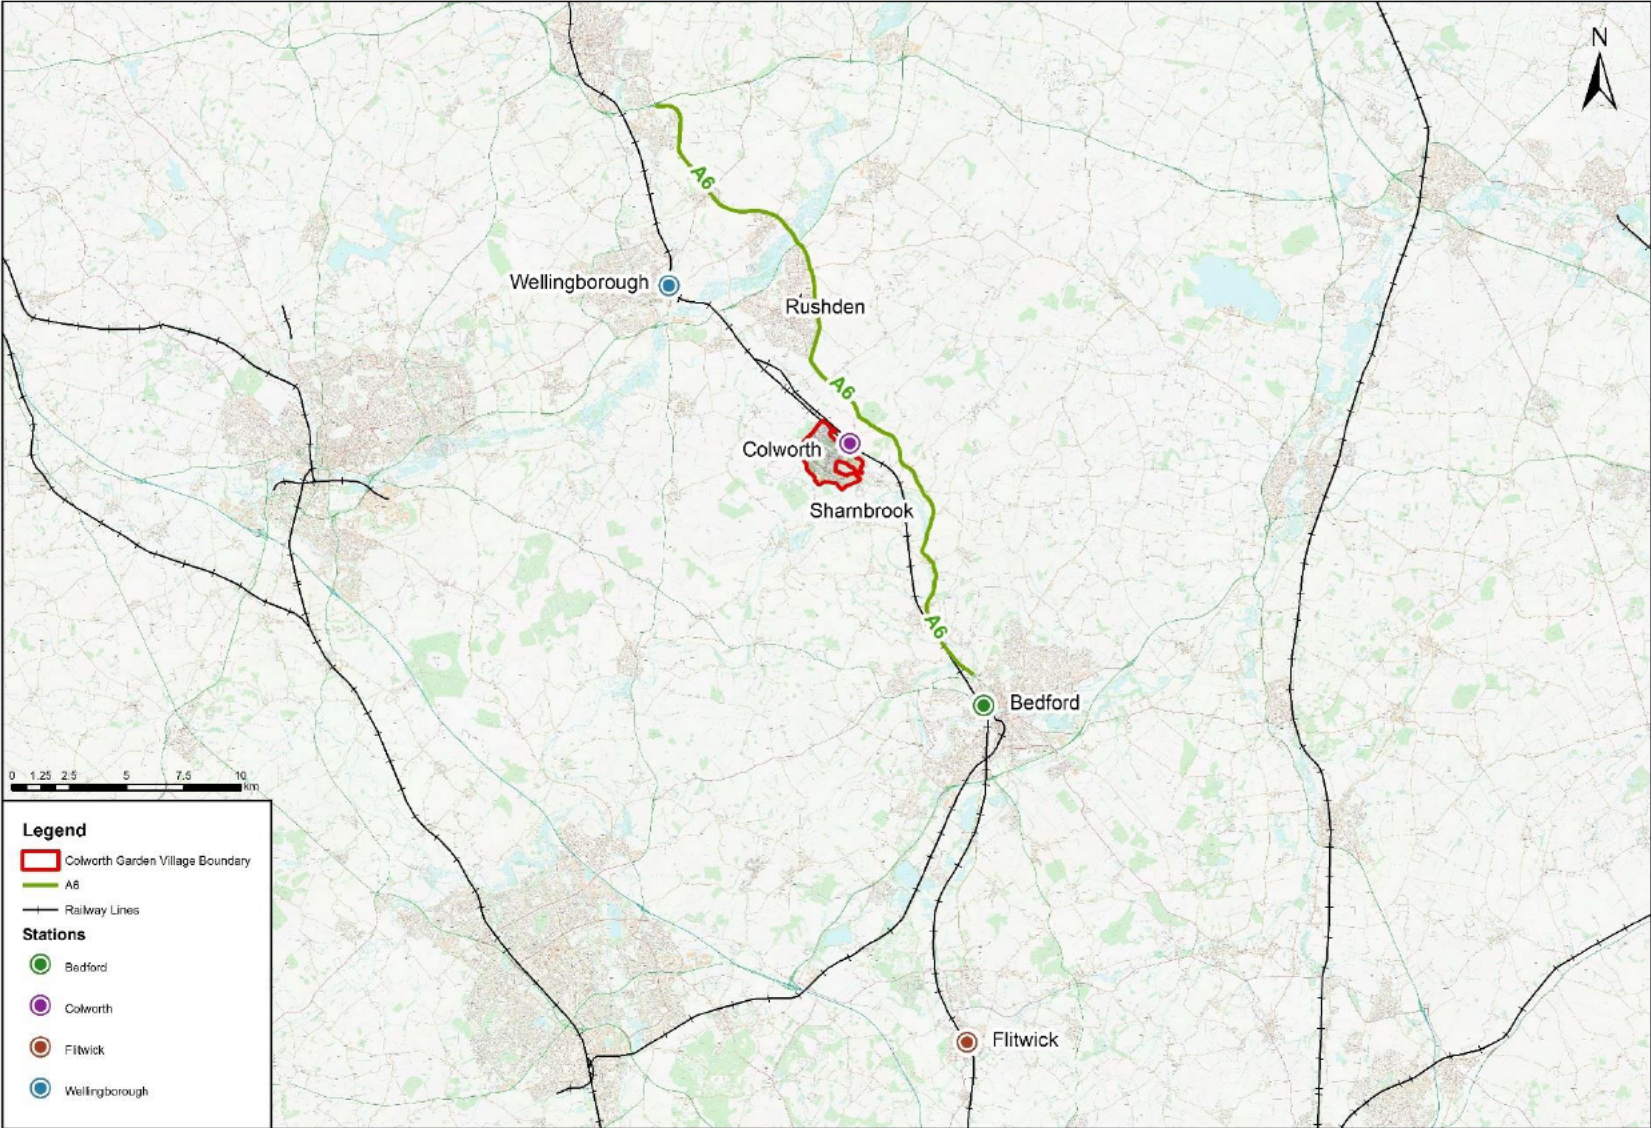 N
A6
Wellingborough
Rushden
A6
Colworth
Sharnbrook
A6
Bedford
0 1.25 2.5 5 7.5 10
km
Flitwick
Legend
Colworth Garden Village Boundary
A6
Railway Lines
Stations
Bedford
Colworth
Flitwick
Wellingborough